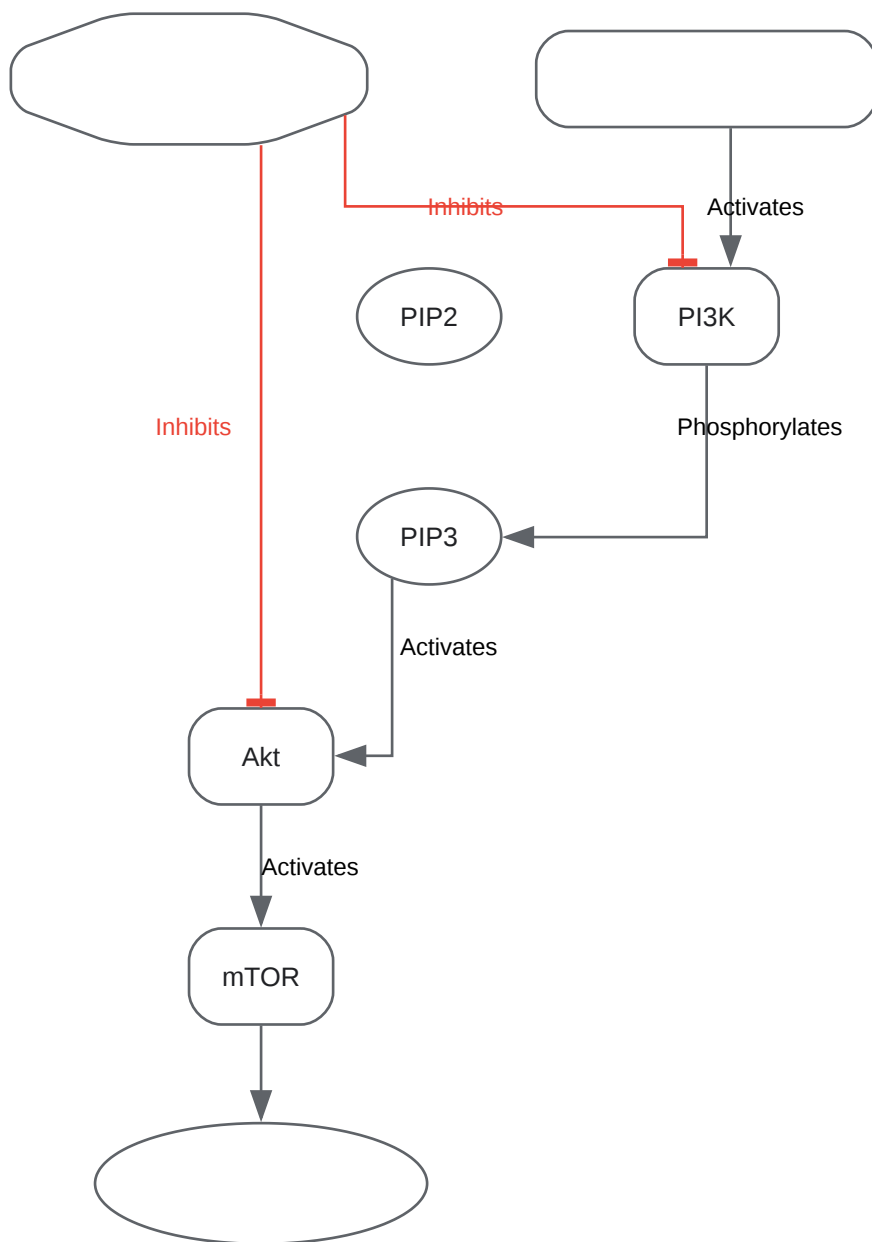 Inhibits
Activates
PIP2
PI3K
Inhibits
Phosphorylates
PIP3
Activates
Akt
Activates
mTOR